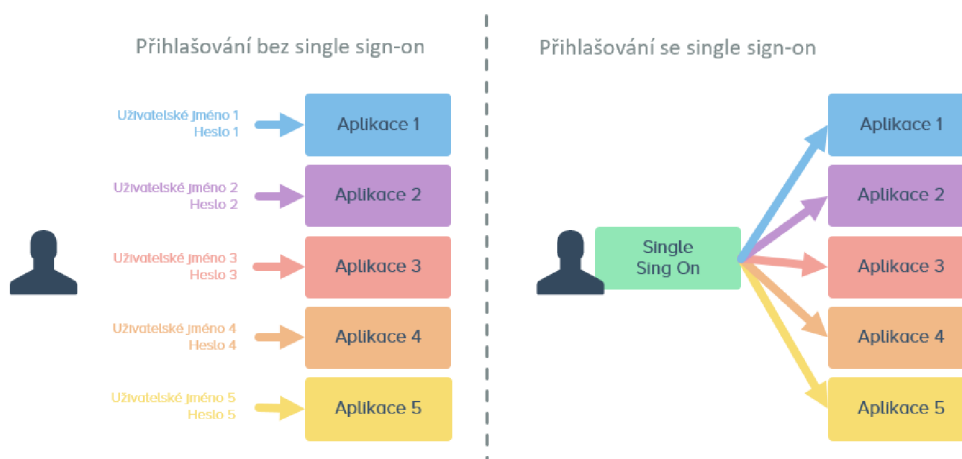 Přihlašování bez single sign-on
Uživatelské jméno 1
Heslo 1
Aplikace 1
Uživatelské jméno 2
Heslo 2
Aplikace 2
Uživatelské jméno 3
Heslo 3
Aplikace 3
Uživatelské jméno 4
Heslo 4
Aplikace 4
Uživatelské jméno 5
Heslo 5
Aplikace 5
Přihlašování se single sign-on
Single
Sing On
Aplikace 1
Aplikace 2
Aplikace 3
Aplikace 4
Aplikace 5